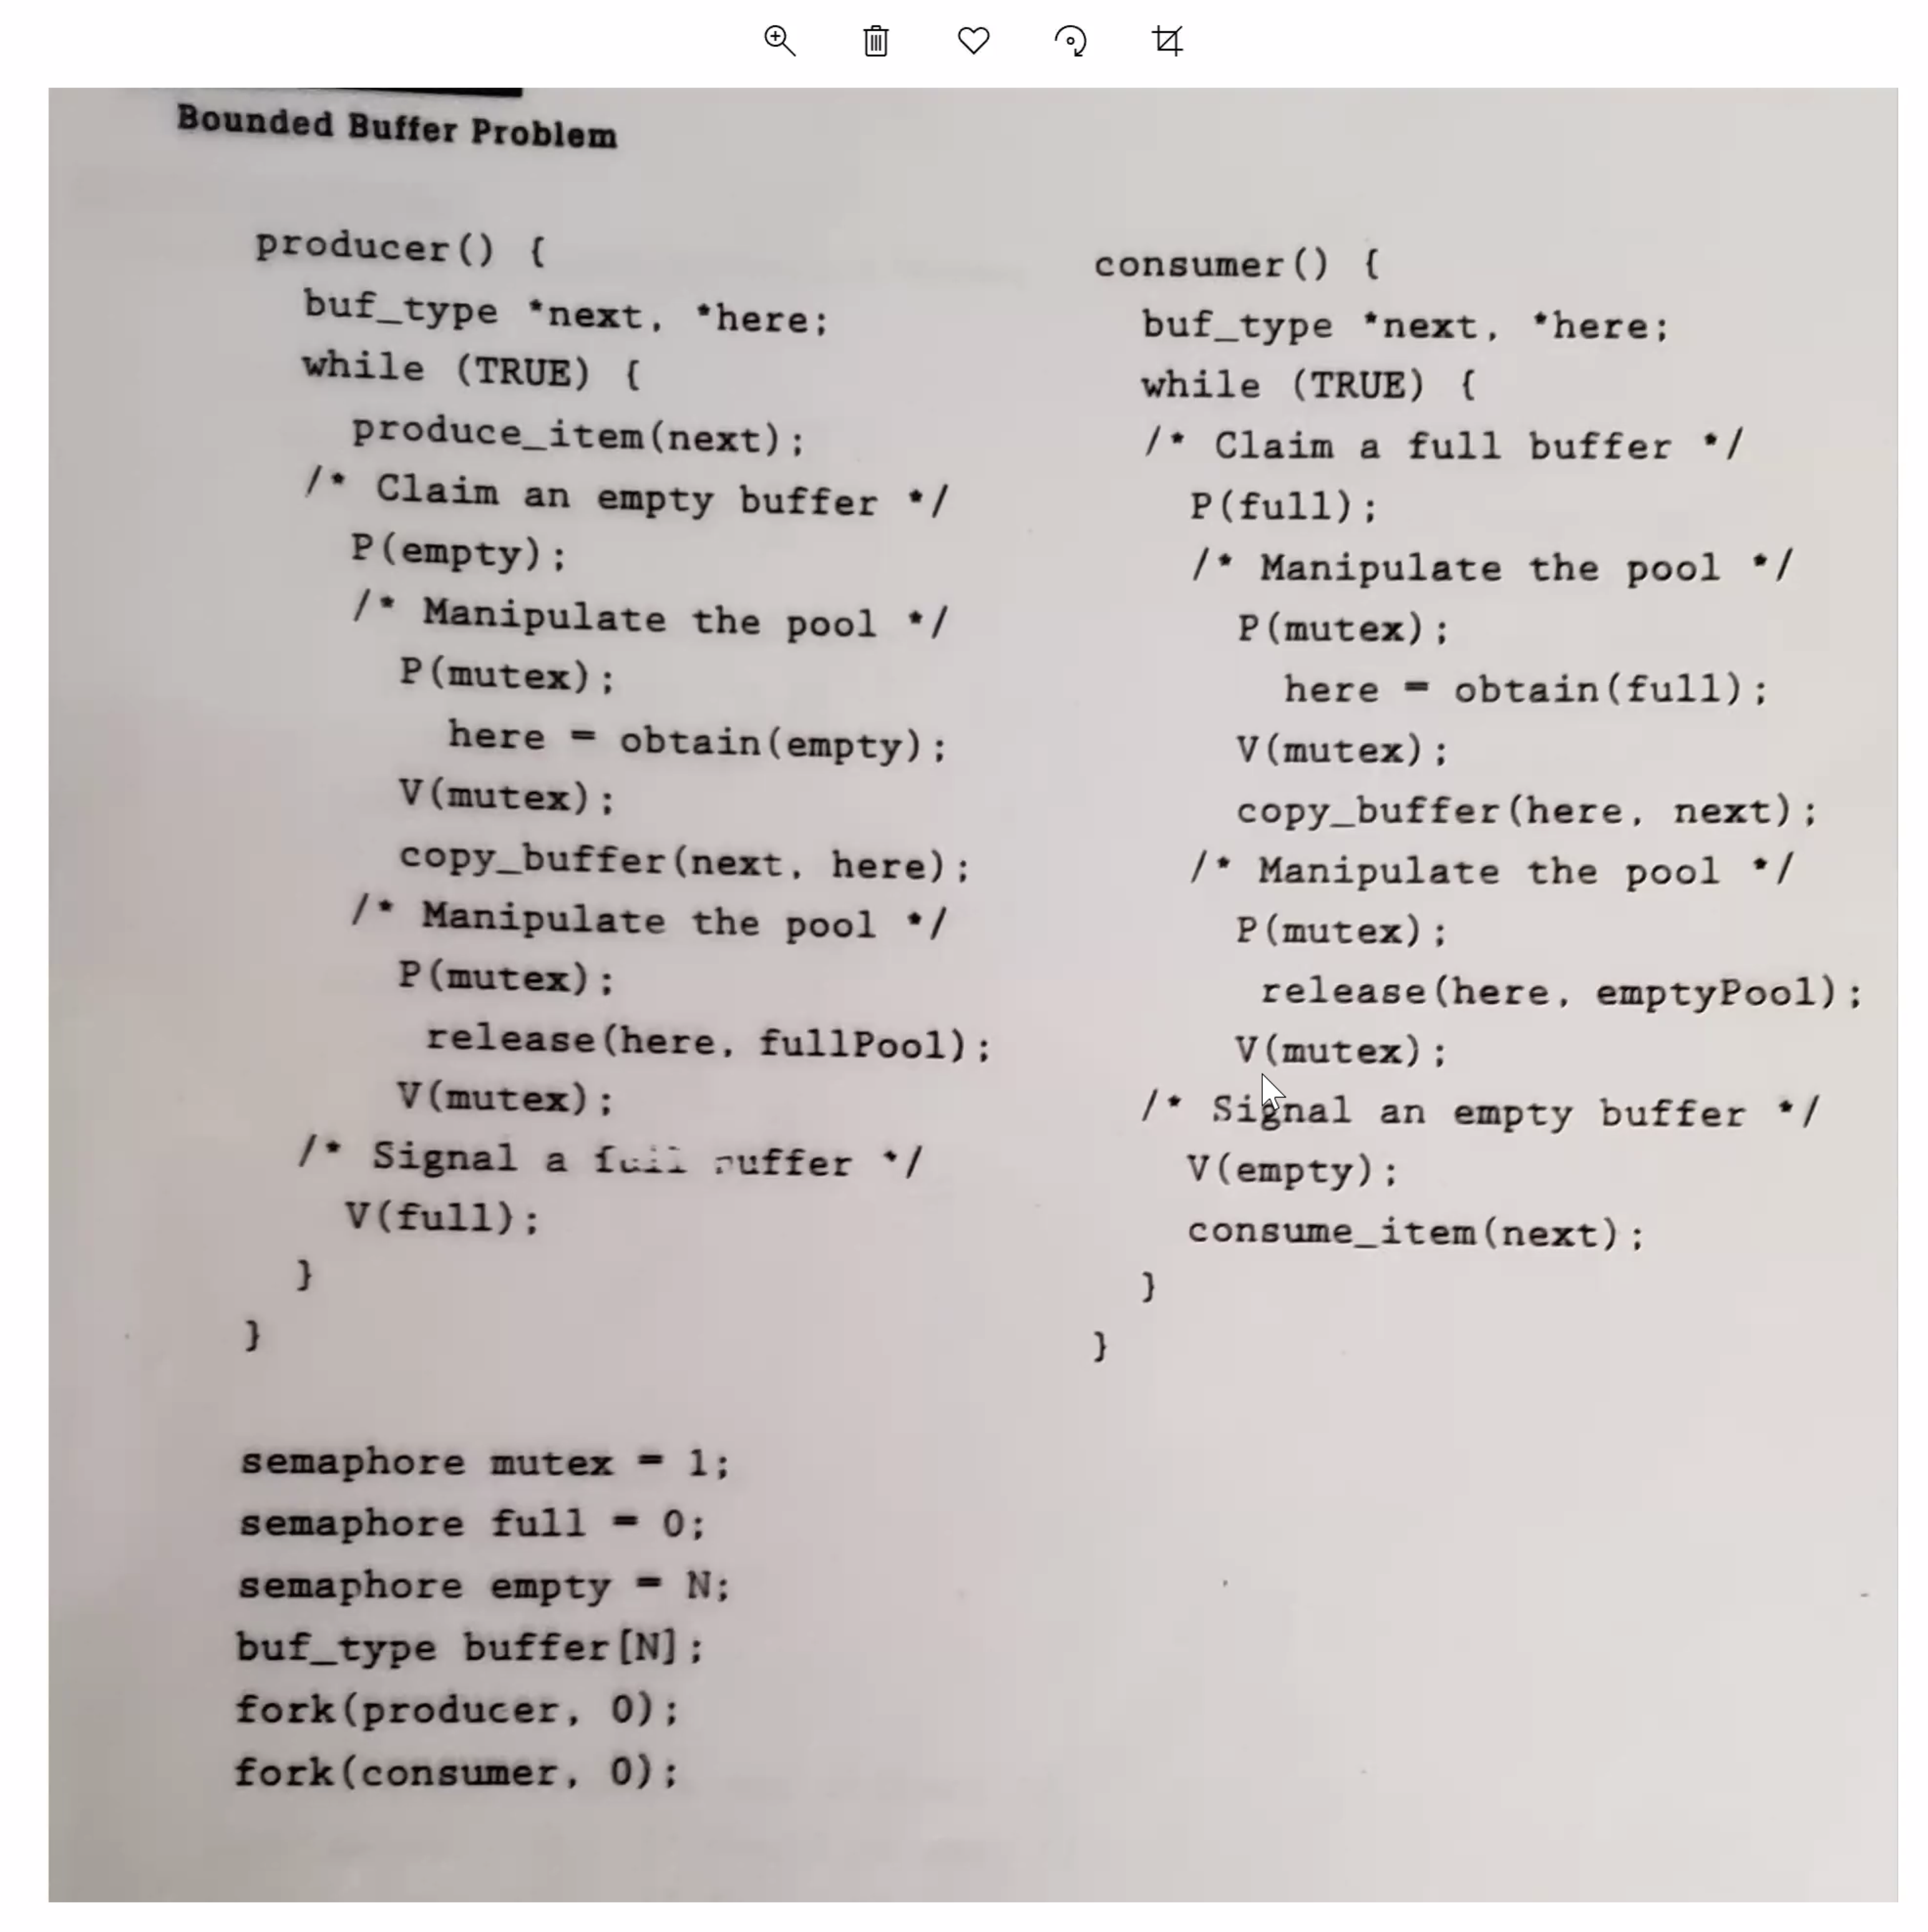 Bounded Buffer Problem
producer() {
buf_type *next, *here;
while (TRUE) {
produce_item(next);
/* Claim an empty buffer */
P(empty);
/* Manipulate the pool */
P(mutex);
here = obtain(empty);
V(mutex);
copy_buffer(next, here);
/* Manipulate the pool */
P(mutex);
release(here, fullPool);
V(mutex);
/* Signal a full buffer */
V(full);
}
}
consumer() {
buf_type *next, *here;
while (TRUE) {
/* Claim a full buffer */
P(full);
/* Manipulate the pool */
P(mutex);
here = obtain(full);
V(mutex);
copy_buffer(here, next);
/* Manipulate the pool */
P(mutex);
release(here, emptyPool);
V(mutex);
/* Signal an empty buffer */
V(empty);
consume_item(next);
}
}
semaphore mutex = 1;
semaphore full = 0;
semaphore empty = N;
buf_type buffer[N];
fork(producer, 0);
fork(consumer, 0);